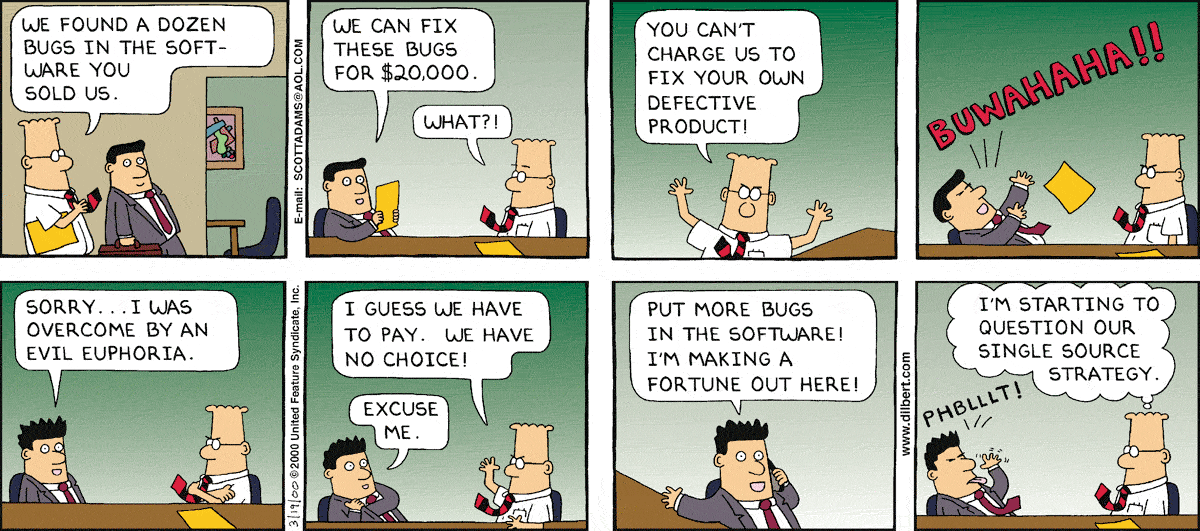 WE FOUND A DOZEN
BUGS IN THE SOFT-
WARE YOU
SOLD US.
E-mail: SCOTTADAMS@AOL.COM
WE CAN FIX
THESE BUGS
FOR $20,000.
WHAT?!
YOU CAN'T
CHARGE US TO
FIX YOUR OWN
DEFECTIVE
PRODUCT!
BUWAHAHA!!
SORRY...I WAS
OVERCOME BY AN
EVIL EUPHORIA.
3/19/00 © 2000 United Feature Syndicate, Inc.
I GUESS WE HAVE
TO PAY. WE HAVE
NO CHOICE!
EXCUSE
ME.
PUT MORE BUGS
IN THE SOFTWARE!
I'M MAKING A
FORTUNE OUT HERE!
www.dilbert.com
I'M STARTING TO
QUESTION OUR
SINGLE SOURCE
STRATEGY.
PHBLLLT!